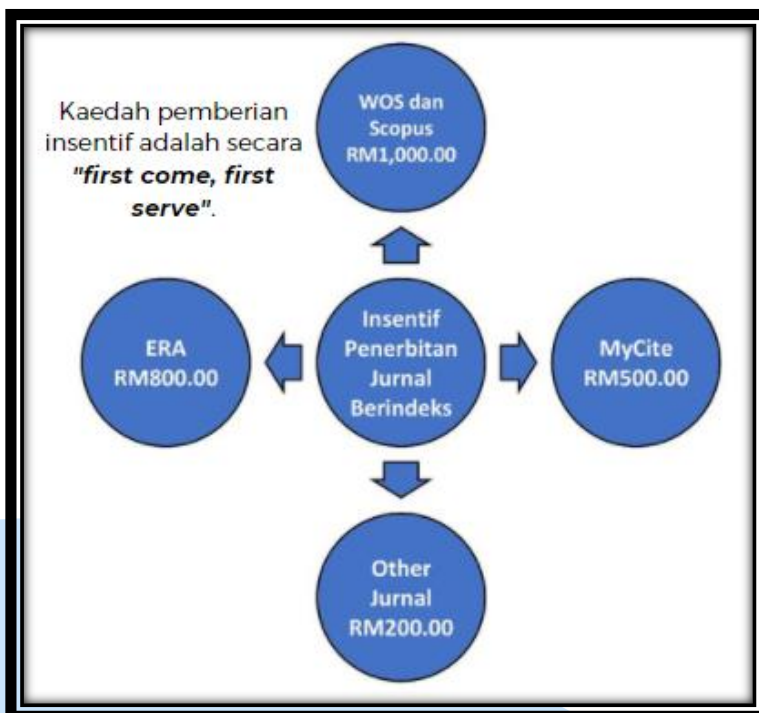 Kaedah pemberian
insentif adalah secara
"first come, first
serve".
WOS dan
Scopus
RM1,000.00
ERA
RM800.00
Insentif
Penerbitan
Jurnal
Berindeks
MyCite
RM500.00
Other
Jurnal
RM200.00